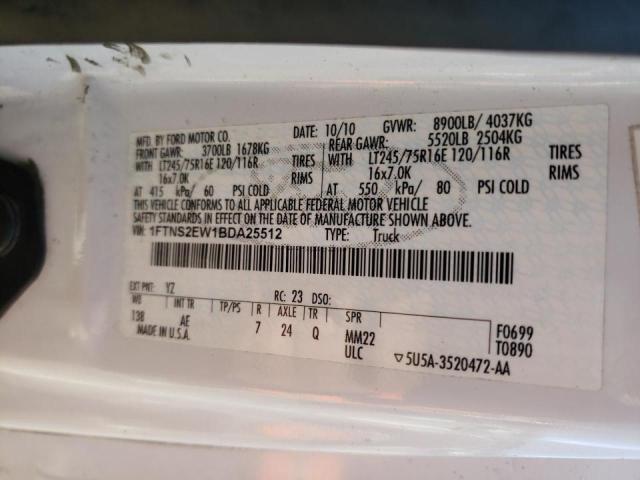 MFD. BY FORD MOTOR CO.
DATE: 10/10 GVWR: 8900LB/ 4037KG
FRONT GAWR: 3700LB 1678KG
REAR GAWR: 5520LB 2504KG
WITH LT245/75R16E 120/116R TIRES
WITH LT245/75R16E 120/116R TIRES
16x7.0K RIMS
16x7.0K RIMS
AT 415 kPa/ 60 PSI COLD
AT 550 kPa/ 80 PSI COLD
THIS VEHICLE CONFORMS TO ALL APPLICABLE FEDERAL MOTOR VEHICLE
SAFETY STANDARDS IN EFFECT ON THE DATE OF MANUFACTURE SHOWN ABOVE.
VIN: 1FTNS2EW1BDA25512 TYPE: Truck
EXT PNT: YZ RC: 23 DSO:
WB INT TR TP/PS R AXLE TR SPR
138 AE 7 24 Q MM22 F0699
MADE IN U.S.A. ULC T0890
▽5U5A-3520472-AA